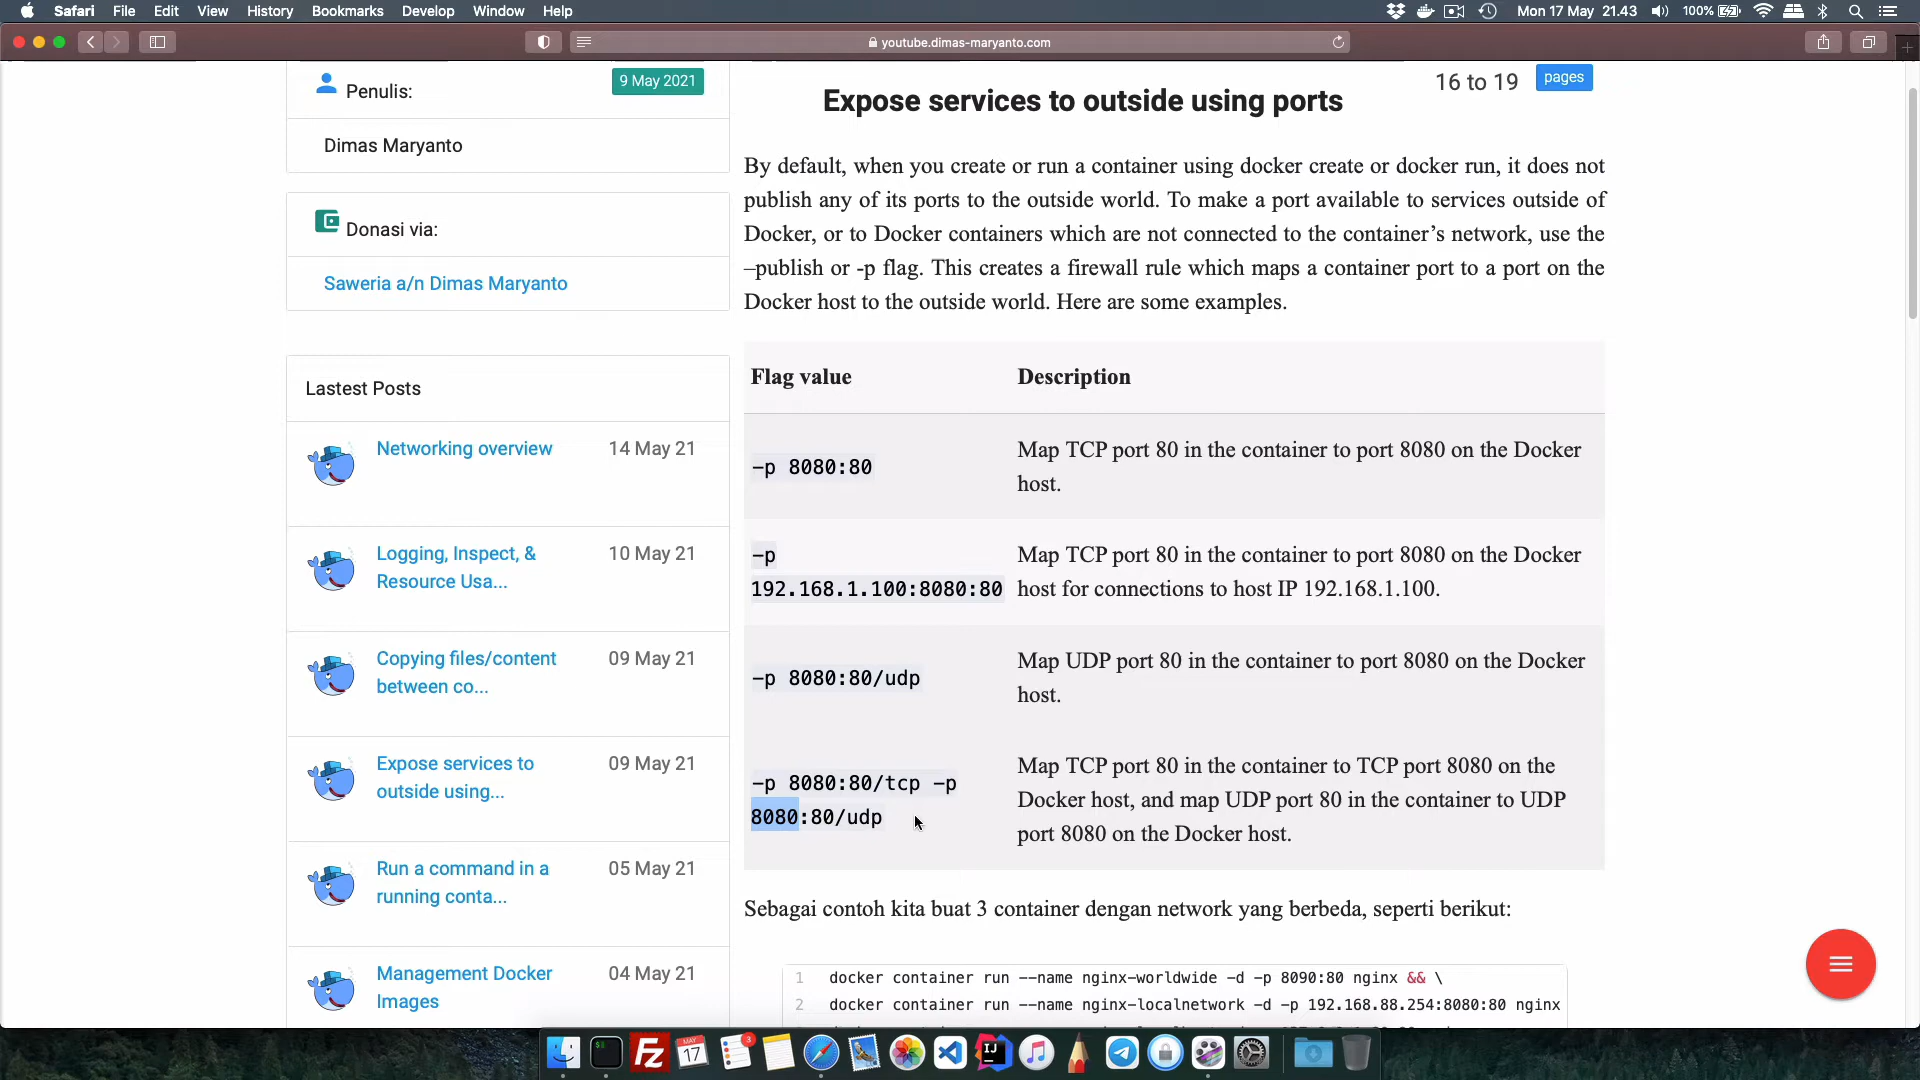 Safari File Edit View History Bookmarks Develop Window Help
Mon 17 May 21.43 100%
youtube.dimas-maryanto.com
Penulis:
9 May 2021
Dimas Maryanto
Donasi via:
Saweria a/n Dimas Maryanto
Lastest Posts
Networking overview
14 May 21
Logging, Inspect, &
Resource Usa...
10 May 21
Copying files/content
between co...
09 May 21
Expose services to
outside using...
09 May 21
Run a command in a
running conta...
05 May 21
Management Docker
Images
04 May 21
16 to 19 pages
Expose services to outside using ports
By default, when you create or run a container using docker create or docker run, it does not
publish any of its ports to the outside world. To make a port available to services outside of
Docker, or to Docker containers which are not connected to the container’s network, use the
–publish or -p flag. This creates a firewall rule which maps a container port to a port on the
Docker host to the outside world. Here are some examples.
Flag value Description
-p 8080:80
Map TCP port 80 in the container to port 8080 on the Docker
host.
-p
192.168.1.100:8080:80
Map TCP port 80 in the container to port 8080 on the Docker
host for connections to host IP 192.168.1.100.
-p 8080:80/udp
Map UDP port 80 in the container to port 8080 on the Docker
host.
-p 8080:80/tcp -p
8080:80/udp
Map TCP port 80 in the container to TCP port 8080 on the
Docker host, and map UDP port 80 in the container to UDP
port 8080 on the Docker host.
Sebagai contoh kita buat 3 container dengan network yang berbeda, seperti berikut:
1 docker container run --name nginx-worldwide -d -p 8090:80 nginx && \
2 docker container run --name nginx-localnetwork -d -p 192.168.88.254:8080:80 nginx
MAY
17
3